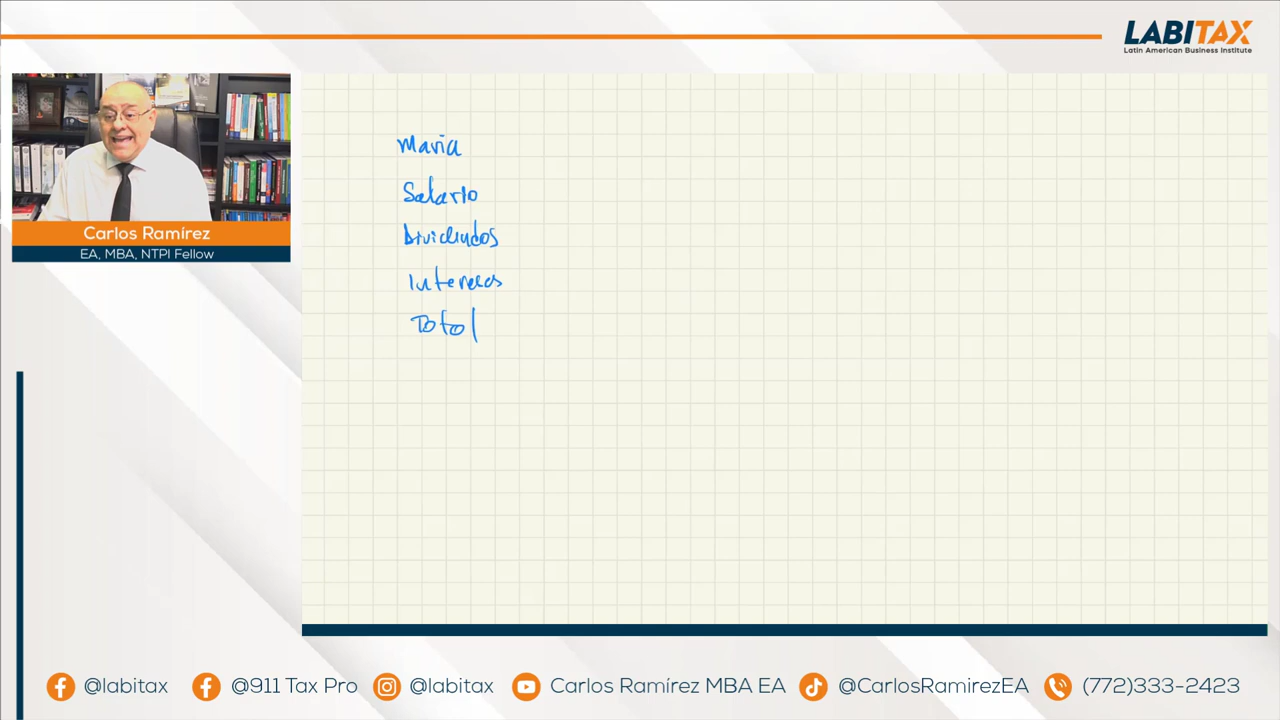 LABITAX
Latin American Business Institute
Maria
Salario
Dividendos
Intereses
Total
Carlos Ramírez
EA, MBA, NTPI Fellow
@labitax
@911 Tax Pro
@labitax
Carlos Ramírez MBA EA
@CarlosRamirezEA
(772)333-2423